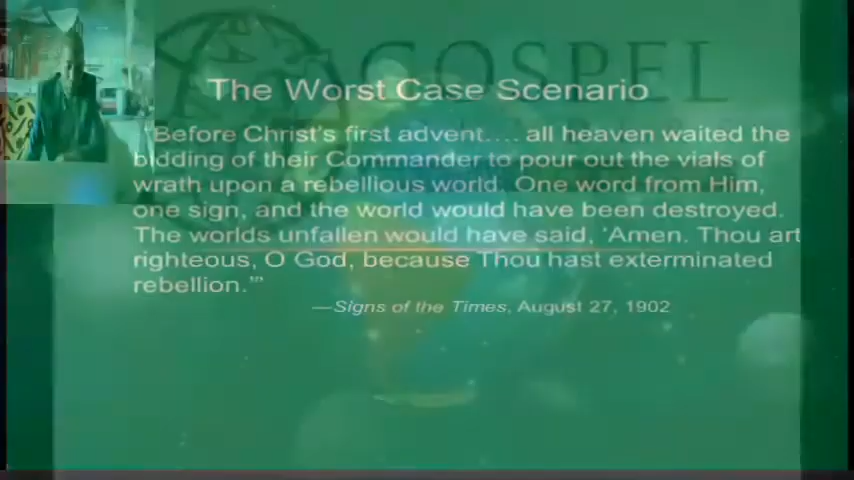 GOSPEL
The Worst Case Scenario
Before Christ's first advent.... all heaven waited the
bidding of their Commander to pour out the vials of
wrath upon a rebellious world. One word from Him,
one sign, and the world would have been destroyed.
The worlds unfallen would have said, 'Amen. Thou art
righteous, O God, because Thou hast exterminated
rebellion.'"
—Signs of the Times, August 27, 1902